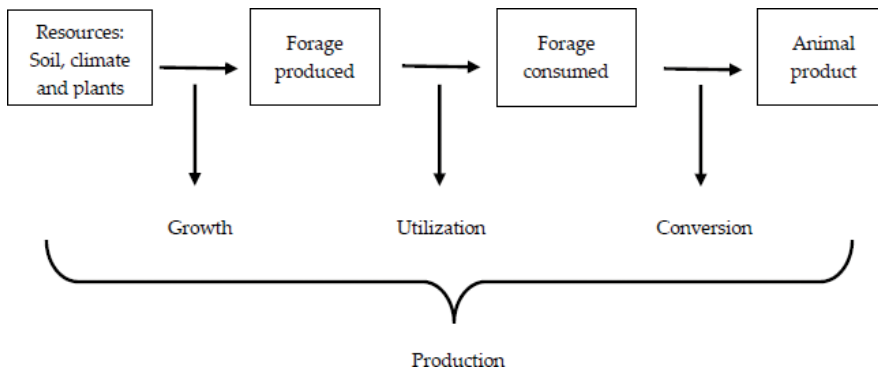 Resources:
Soil, climate
and plants
Forage
produced
Forage
consumed
Animal
product
Growth
Utilization
Conversion
Production